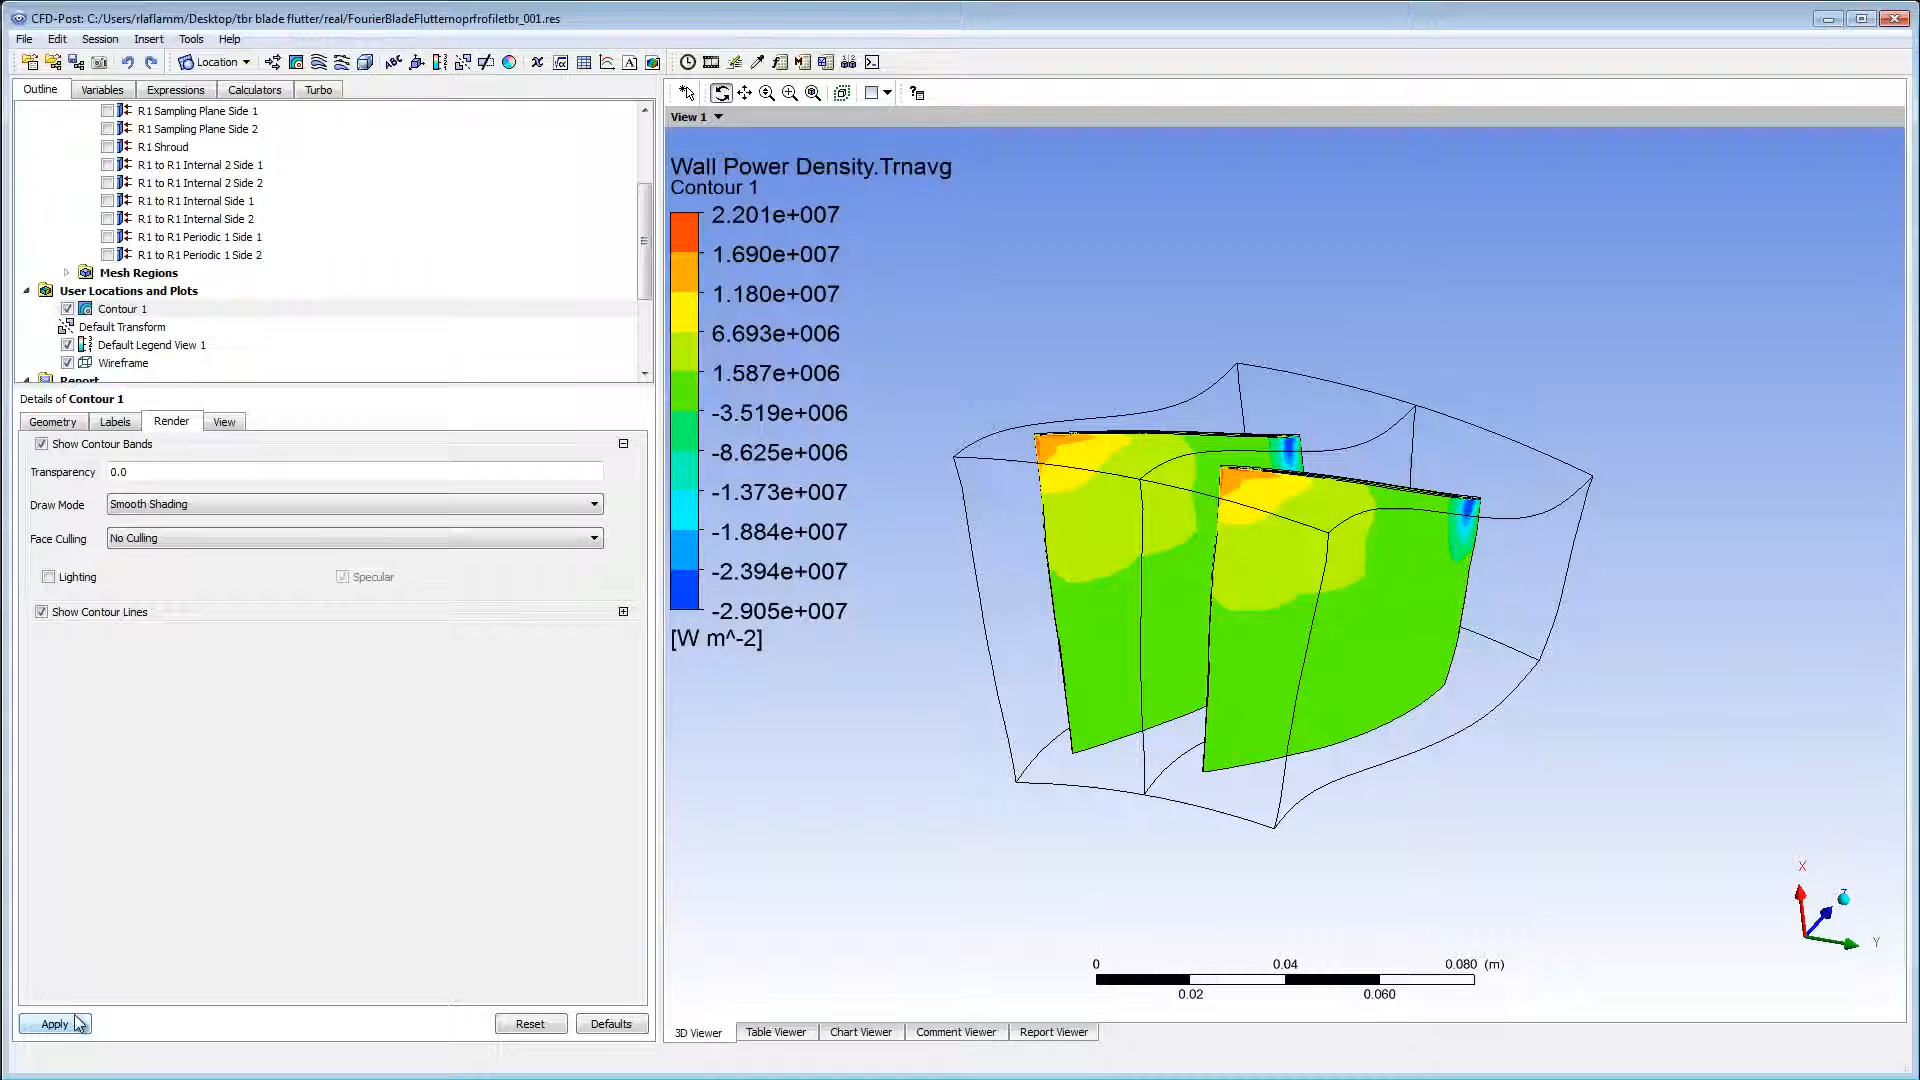 CFD-Post: C:/Users/rlaflamm/Desktop/tbr blade flutter/real/FourierBladeFlutternoprfrofiletbr_001.res
File Edit Session Insert Tools Help
Location
Outline Variables Expressions Calculators Turbo
R1 Sampling Plane Side 1
R1 Sampling Plane Side 2
R1 Shroud
R1 to R1 Internal 2 Side 1
R1 to R1 Internal 2 Side 2
R1 to R1 Internal Side 1
R1 to R1 Internal Side 2
R1 to R1 Periodic 1 Side 1
R1 to R1 Periodic 1 Side 2
Mesh Regions
User Locations and Plots
Contour 1
Default Transform
Default Legend View 1
Wireframe
Report
Details of Contour 1
Geometry Labels Render View
Show Contour Bands
Transparency 0.0
Draw Mode Smooth Shading
Face Culling No Culling
Lighting Specular
Show Contour Lines
Apply Reset Defaults
View 1
Wall Power Density.Trnavg
Contour 1
2.201e+007
1.690e+007
1.180e+007
6.693e+006
1.587e+006
-3.519e+006
-8.625e+006
-1.373e+007
-1.884e+007
-2.394e+007
-2.905e+007
[W m^-2]
X
Z
Y
0 0.04 0.080 (m)
0.02 0.060
3D Viewer Table Viewer Chart Viewer Comment Viewer Report Viewer